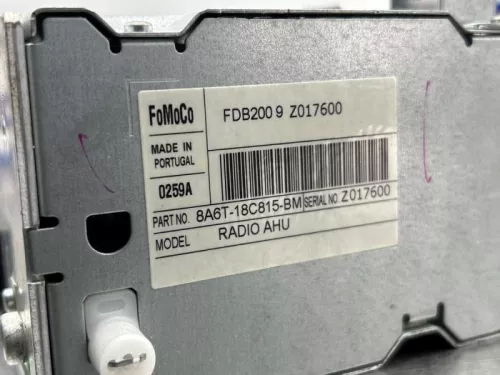 FoMoCo
FDB200 9 Z017600
MADE IN
PORTUGAL
0259A
PART NO. 8A6T-18C815-BM SERIAL NO. Z017600
MODEL RADIO AHU